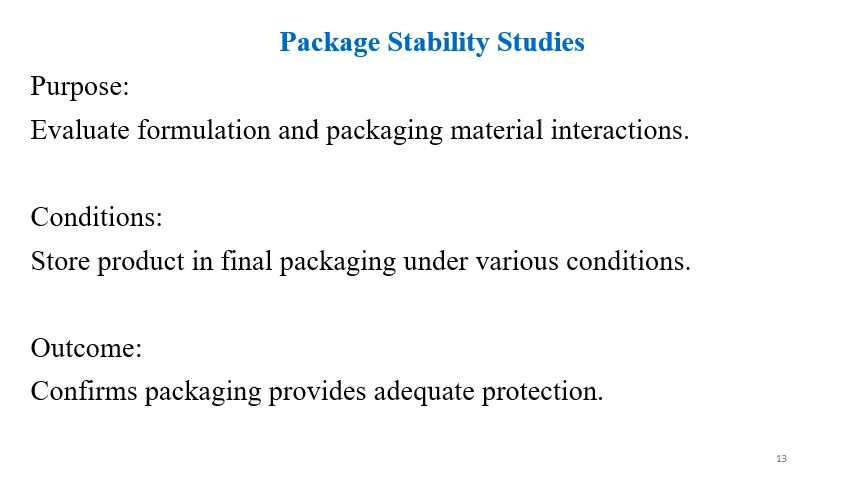 Package Stability Studies
Purpose:
Evaluate formulation and packaging material interactions.
Conditions:
Store product in final packaging under various conditions.
Outcome:
Confirms packaging provides adequate protection.
13